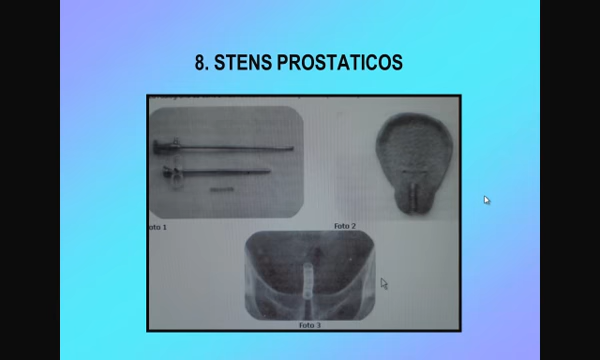 8. STENS PROSTATICOS
oto 1
Foto 2
Foto 3